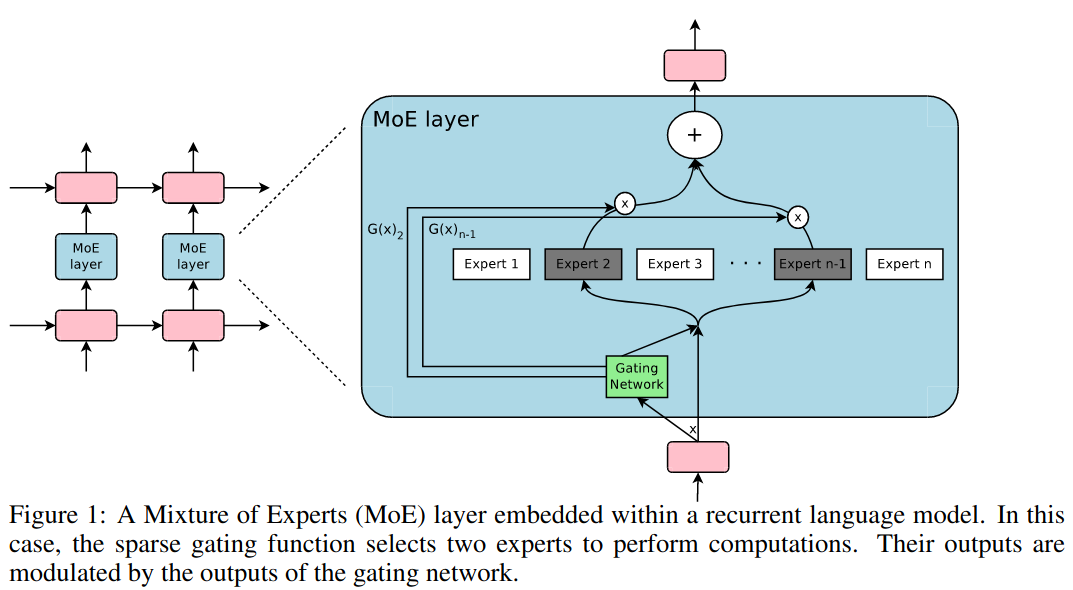 MoE layer
MoE
layer
MoE
layer
+
x
x
G(x)2
G(x)n-1
Expert 1
Expert 2
Expert 3
. . .
Expert n-1
Expert n
Gating
Network
x
Figure 1: A Mixture of Experts (MoE) layer embedded within a recurrent language model. In this
case, the sparse gating function selects two experts to perform computations. Their outputs are
modulated by the outputs of the gating network.